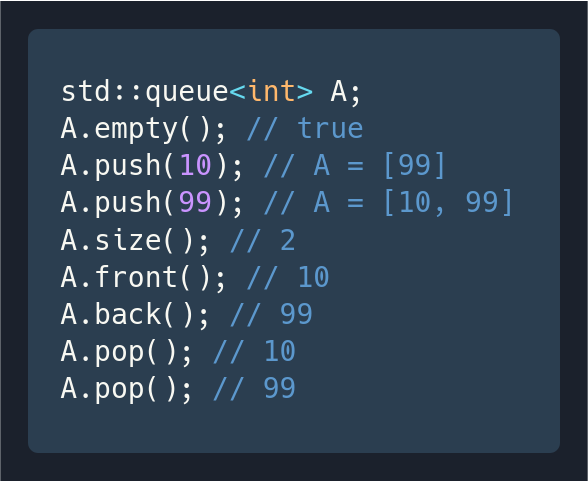 std::queue<int> A;
A.empty(); // true
A.push(10); // A = [99]
A.push(99); // A = [10, 99]
A.size(); // 2
A.front(); // 10
A.back(); // 99
A.pop(); // 10
A.pop(); // 99